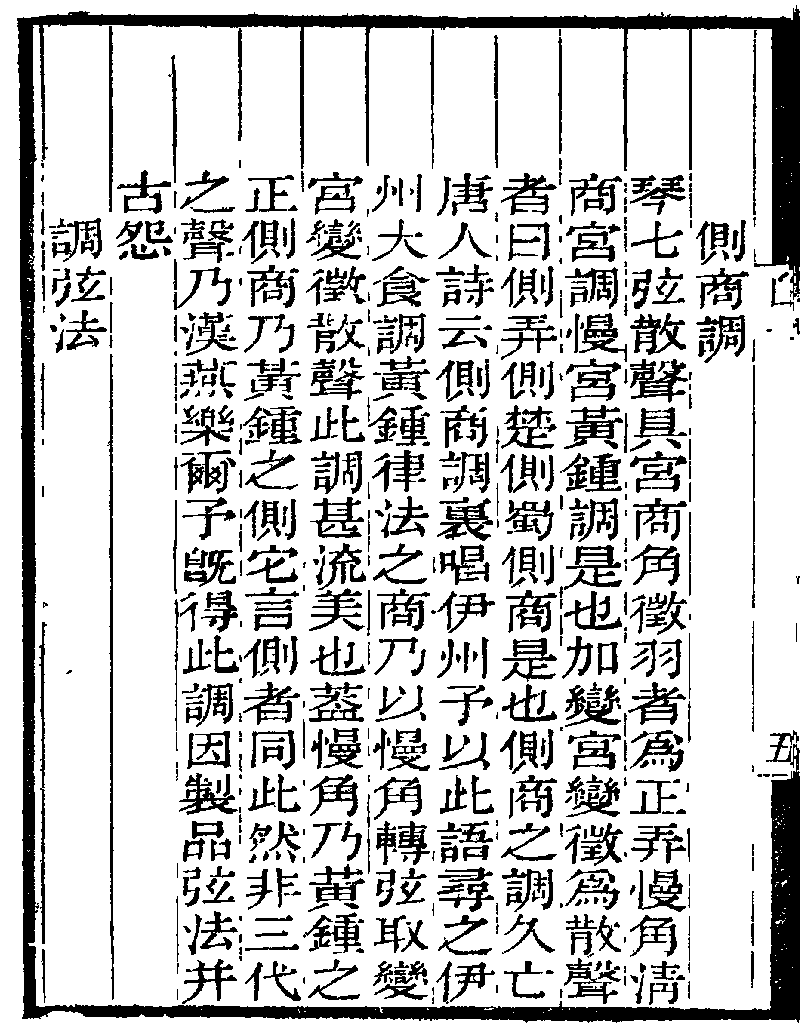 側商調
琴七弦散聲具宮商角徵羽者爲正弄慢角淸
商宮調慢宮黃鍾調是也加變宮變徵爲散聲
者曰側弄側楚側蜀側商是也側商之調久亡
唐人詩云側商調裏唱伊州予以此語尋之伊
州大食調黃鍾律法之商乃以慢角轉弦取變
宮變徵散聲此調甚流美也蓋慢角乃黃鍾之
正側商乃黃鍾之側它言側者同此然非三代
之聲乃漢燕樂爾予旣得此調因製品弦法幷
古怨
調弦法
五